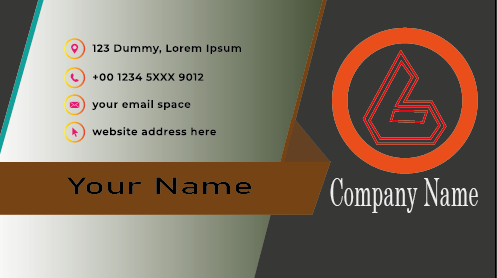 123 Dummy, Lorem Ipsum
+00 1234 5XXX 9012
your email space
website address here
Your Name
Company Name